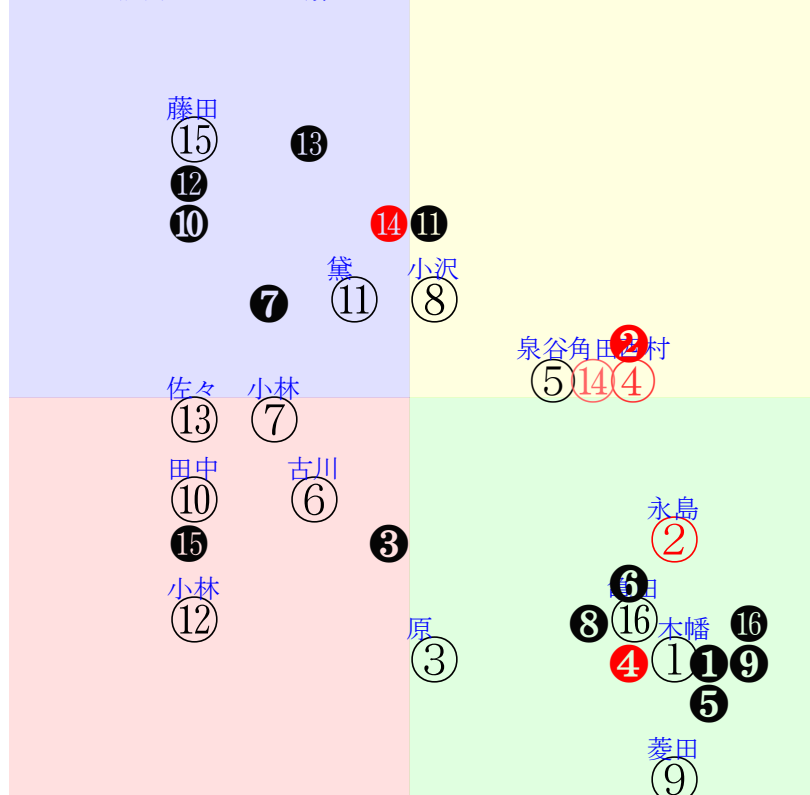 藤田
⑮ ⓭
⓬
❿ ⓮ ⓫
黛 小沢
❼ ⑪ ⑧
❷
泉谷 角田 西村
⑤ ⑭ ④
佐々 小林
⑬ ⑦
田中 古川
⑩ ⑥
永島
⓯ ❸ ②
❻
小林
⑫ ❽ ⑯ ⓰
原 木幡
③ ❹ ① ❶ ❾
❺
菱田
⑨